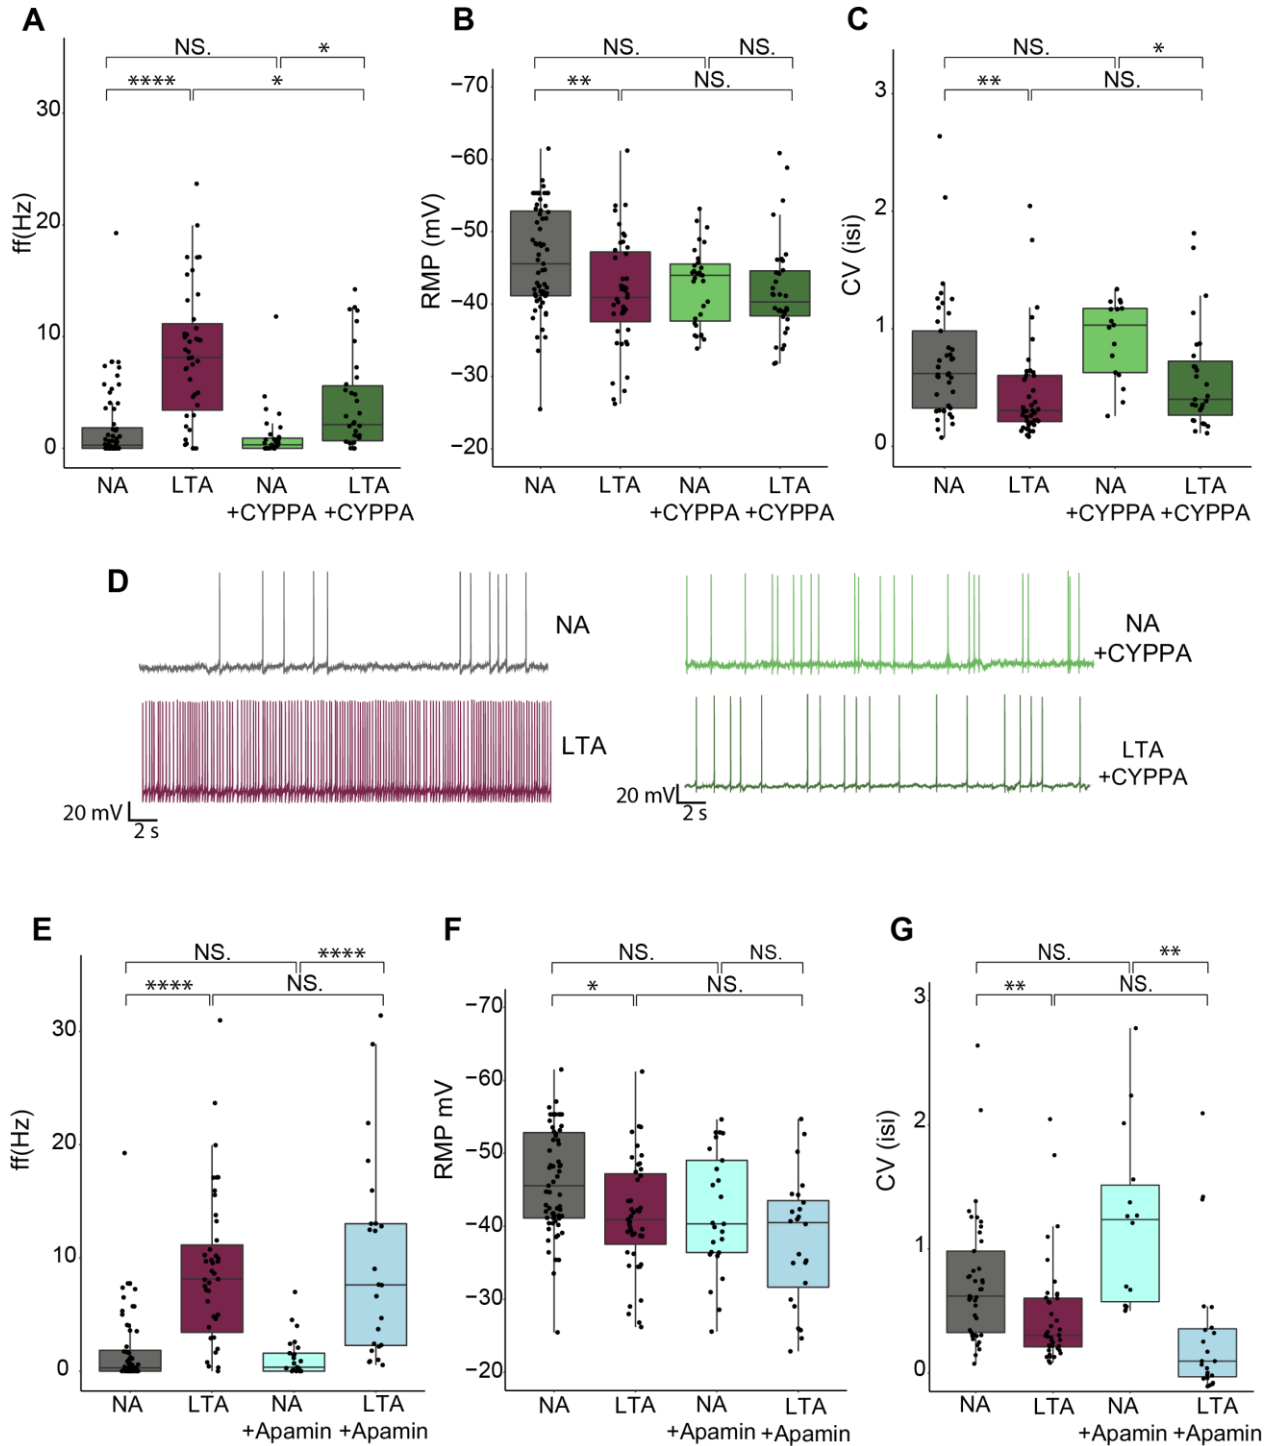 A
B
C
NS.
*
****
*
ff(Hz)
30
20
10
0
NA
LTA
NA
+CYPPA
LTA
+CYPPA
NS.
NS.
**
NS.
RMP (mV)
−70
−60
−50
−40
−30
−20
NA
LTA
NA
+CYPPA
LTA
+CYPPA
NS.
*
**
NS.
CV (isi)
3
2
1
0
NA
LTA
NA
+CYPPA
LTA
+CYPPA
D
NA
LTA
20 mV
2 s
NA
+CYPPA
LTA
+CYPPA
20 mV
2 s
E
F
G
NS.
****
****
NS.
ff(Hz)
30
20
10
0
NA
LTA
NA
+Apamin
LTA
+Apamin
NS.
NS.
*
NS.
RMP mV
−70
−60
−50
−40
−30
−20
NA
LTA
NA
+Apamin
LTA
+Apamin
NS.
**
**
NS.
CV (isi)
3
2
1
0
NA
LTA
NA
+Apamin
LTA
+Apamin